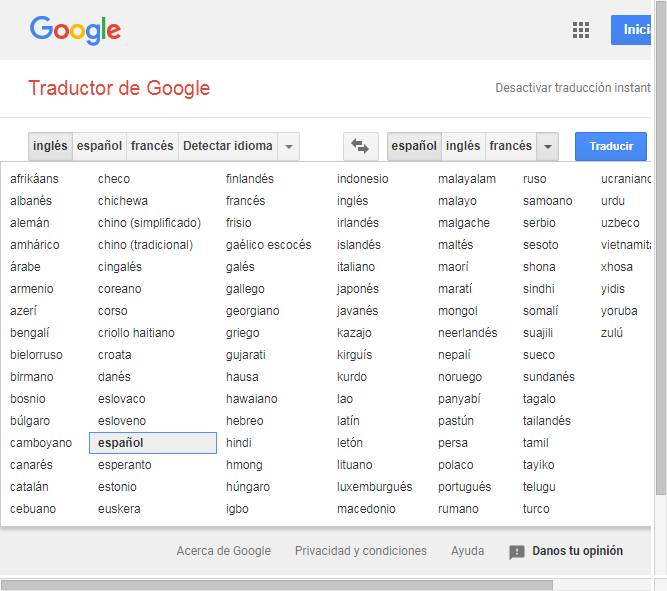 Google
Inici
Traductor de Google
Desactivar traducción instant
inglés español francés Detectar idioma
español inglés francés
Traducir
afrikáans checo finlandés indonesio malayalam ruso ucraniano
albanés chichewa francés inglés malayo samoano urdu
alemán chino (simplificado) frisio irlandés malgache serbio uzbeco
amhárico chino (tradicional) gaélico escocés islandés maltés sesoto vietnamita
árabe cingalés galés italiano maorí shona xhosa
armenio coreano gallego japonés maratí sindhi yidis
azerí corso georgiano javanés mongol somalí yoruba
bengalí criollo haitiano griego kazajo neerlandés suajili zulú
bielorruso croata gujarati kirguís nepalí sueco
birmano danés hausa kurdo noruego sundanés
bosnio eslovaco hawaiano lao panyabí tagalo
búlgaro esloveno hebreo latín pastún tailandés
camboyano español hindi letón persa tamil
canarés esperanto hmong lituano polaco tayiko
catalán estonio húngaro luxemburgués portugués telugu
cebuano euskera igbo macedonio rumano turco
Acerca de Google Privacidad y condiciones Ayuda Danos tu opinión